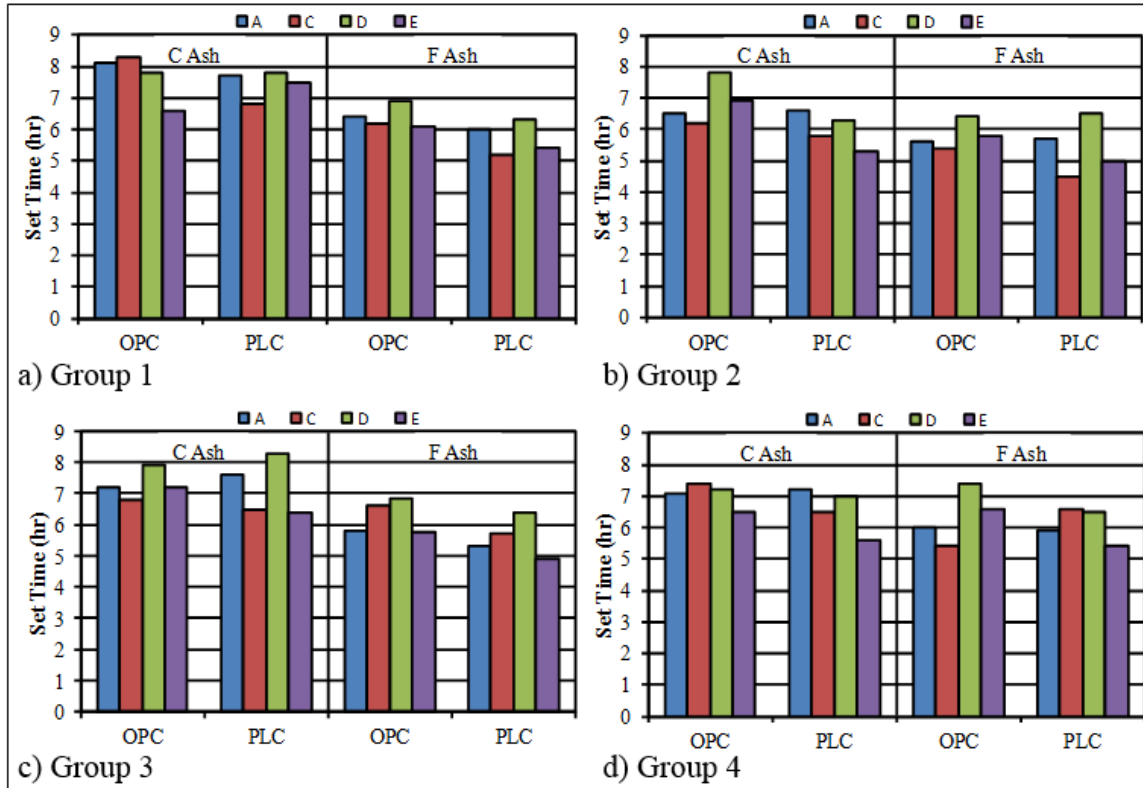 A C D E
Set Time (hr)
9
8
7
6
5
4
3
2
1
0
C Ash F Ash
OPC PLC OPC PLC
a) Group 1
A C D E
Set Time (hr)
9
8
7
6
5
4
3
2
1
0
C Ash F Ash
OPC PLC OPC PLC
b) Group 2
A C D E
Set Time (hr)
9
8
7
6
5
4
3
2
1
0
C Ash F Ash
OPC PLC OPC PLC
c) Group 3
A C D E
Set Time (hr)
9
8
7
6
5
4
3
2
1
0
C Ash F Ash
OPC PLC OPC PLC
d) Group 4